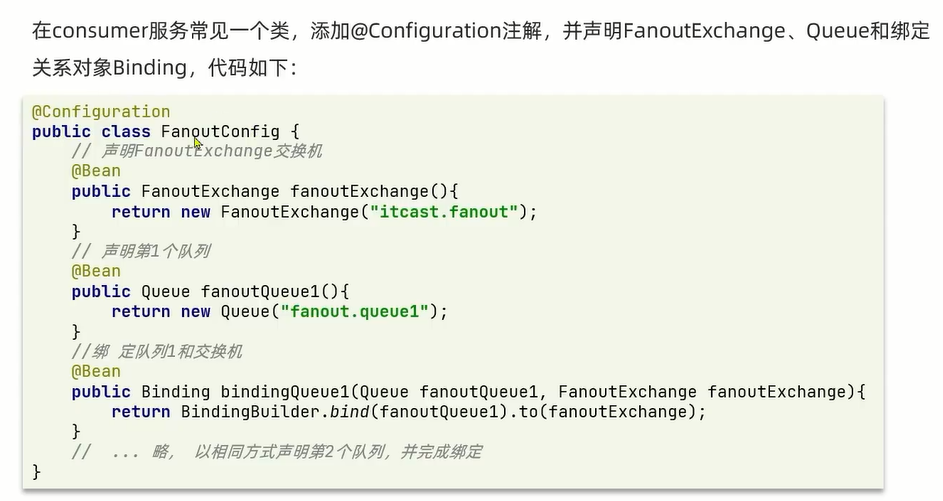 在consumer服务常见一个类，添加@Configuration注解，并声明FanoutExchange、Queue和绑定
关系对象Binding，代码如下：
@Configuration
public class FanoutConfig {
    // 声明FanoutExchange交换机
    @Bean
    public FanoutExchange fanoutExchange(){
        return new FanoutExchange("itcast.fanout");
    }
    // 声明第1个队列
    @Bean
    public Queue fanoutQueue1(){
        return new Queue("fanout.queue1");
    }
    //绑 定队列1和交换机
    @Bean
    public Binding bindingQueue1(Queue fanoutQueue1, FanoutExchange fanoutExchange){
        return BindingBuilder.bind(fanoutQueue1).to(fanoutExchange);
    }
    //  ... 略， 以相同方式声明第2个队列，并完成绑定
}